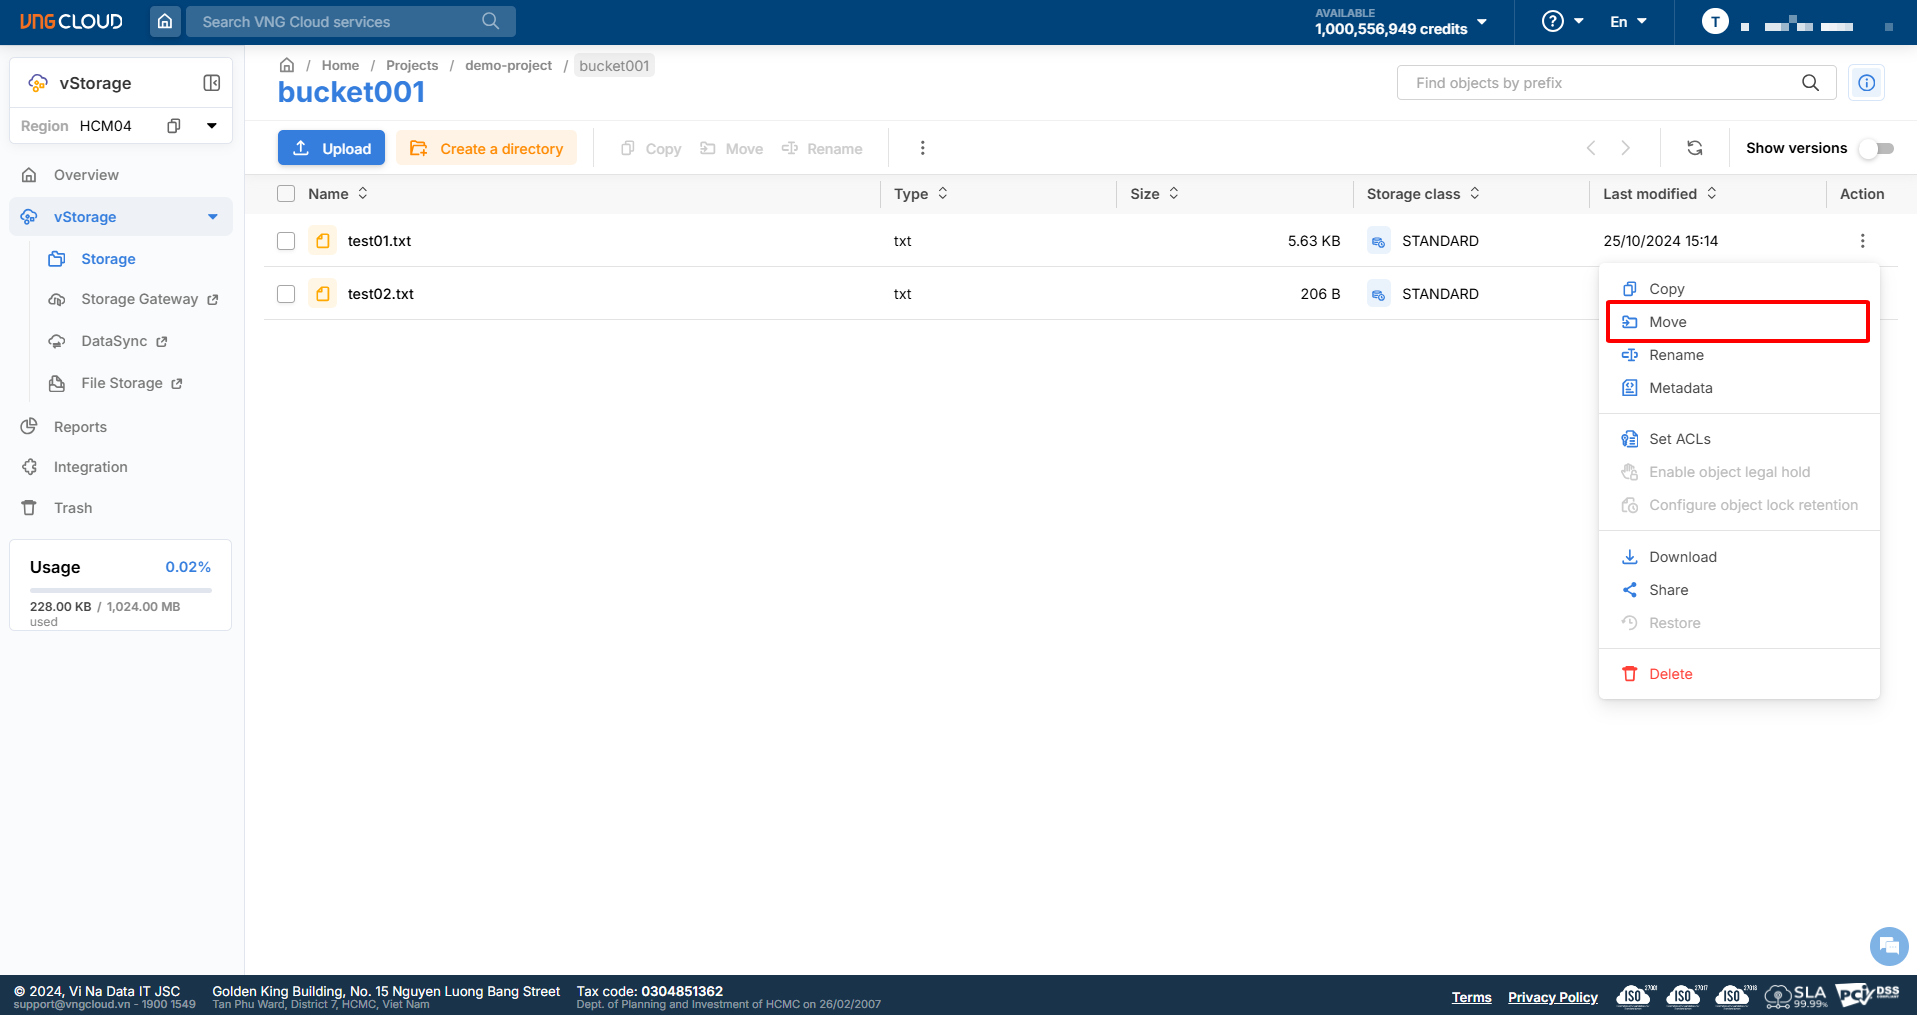 VNG CLOUD
Search VNG Cloud services
AVAILABLE
1,000,556,949 credits
?
En
T
vStorage
Region HCM04
Overview
vStorage
Storage
Storage Gateway
DataSync
File Storage
Reports
Integration
Trash
Usage 0.02%
228.00 KB / 1,024.00 MB
used
/ Home / Projects / demo-project / bucket001
bucket001
Find objects by prefix
Upload Create a directory Copy Move Rename
Show versions
Name Type Size Storage class Last modified Action
test01.txt txt 5.63 KB STANDARD 25/10/2024 15:14
test02.txt txt 206 B STANDARD
Copy
Move
Rename
Metadata
Set ACLs
Enable object legal hold
Configure object lock retention
Download
Share
Restore
Delete
© 2024, Vi Na Data IT JSC
support@vngcloud.vn - 1900 1549
Golden King Building, No. 15 Nguyen Luong Bang Street
Tan Phu Ward, District 7, HCMC, Viet Nam
Tax code: 0304851362
Dept. of Planning and Investment of HCMC on 26/02/2007
Terms Privacy Policy
ISO 27001
ISO 27017
ISO 27018
SLA
99.99%
PCI DSS